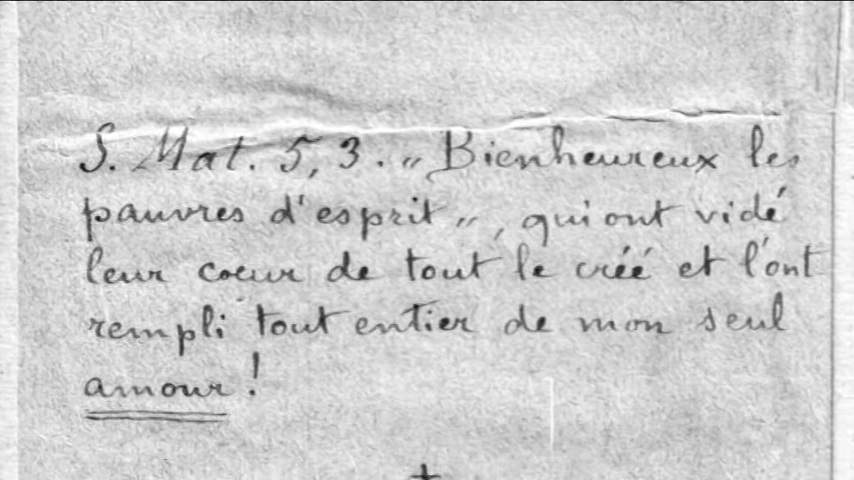 S. Mat. 5, 3. „Bienheureux les
pauvres d'esprit„, qui ont vidé
leur coeur de tout le créé et l'ont
rempli tout entier de mon seul
amour !